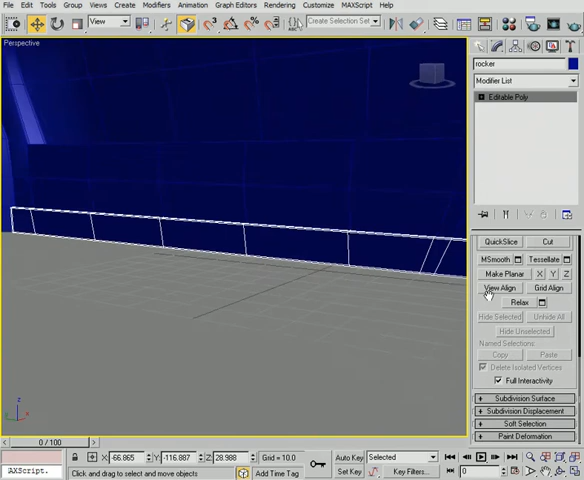 File Edit Tools Group Views Create Modifiers Animation Graph Editors Rendering Customize MAXScript Help
View
Create Selection Set
Perspective
rocker
Modifier List
Editable Poly
QuickSlice Cut
MSmooth Tessellate
Make Planar X Y Z
View Align Grid Align
Relax
Hide Selected Unhide All
Hide Unselected
Named Selections:
Copy Paste
Delete Isolated Vertices
Full Interactivity
+ Subdivision Surface
+ Subdivision Displacement
+ Soft Selection
+ Paint Deformation
z
x
0 / 100
X: -66.865 Y: -116.887 Z: 28.988 Grid = 10.0 Auto Key Selected
AXScript. Click and drag to select and move objects Add Time Tag Set Key Key Filters... 0